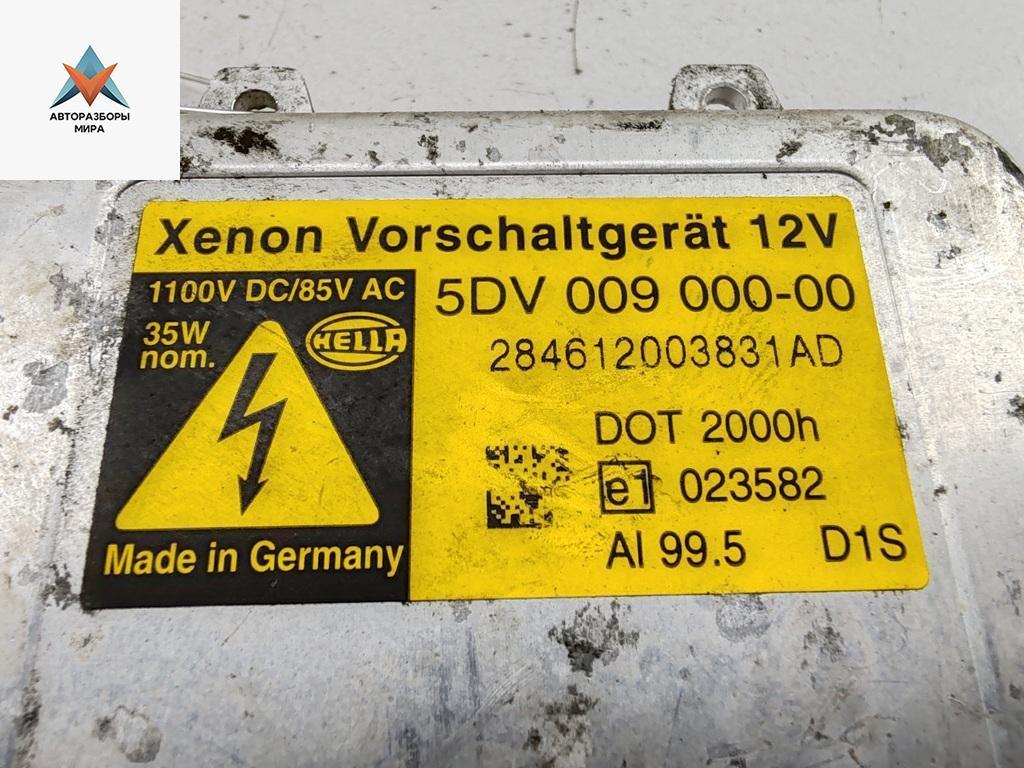 АВТОРАЗБОРЫ
МИРА
Xenon Vorschaltgerät 12V
1100V DC/85V AC
35W
nom.
HELLA
Made in Germany
5DV 009 000-00
284612003831AD
DOT 2000h
e1 023582
Al 99.5 D1S